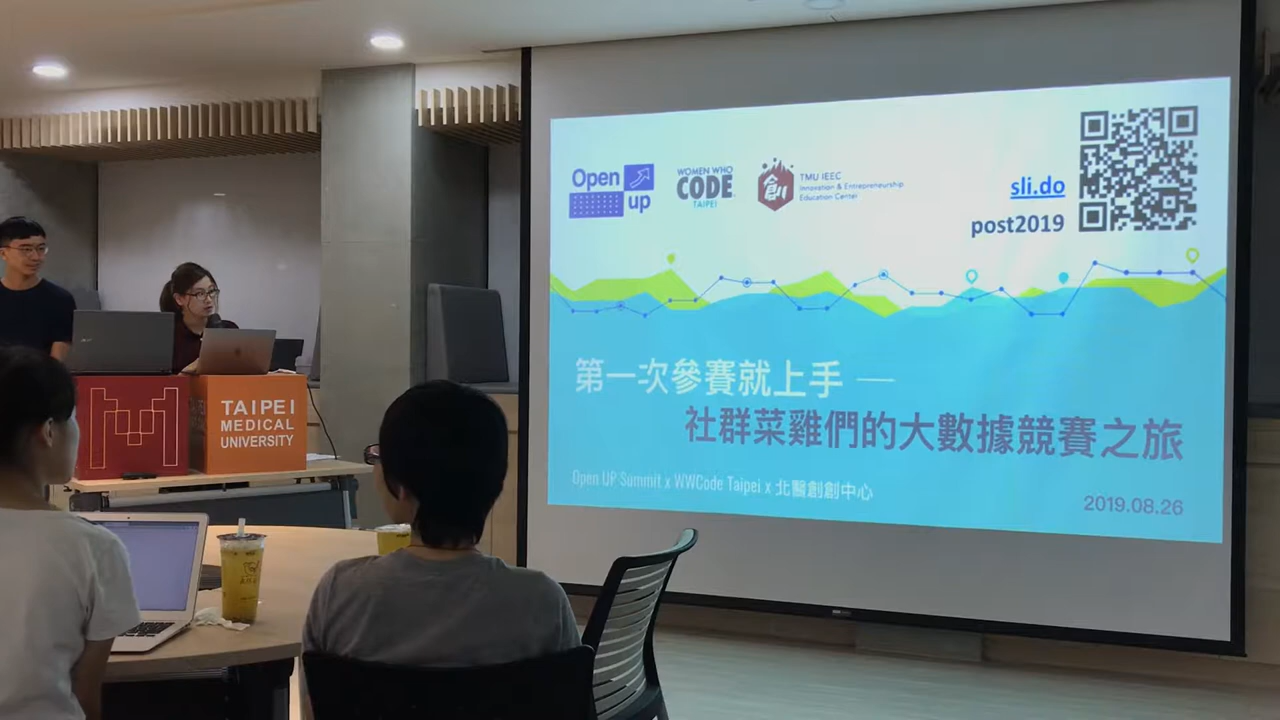 Open
up
WOMEN WHO
CODE
TAIPEI
創
TMU IEEC
Innovation & Entrepreneurship
Education Center
sli.do
post2019
第一次參賽就上手 —
社群菜雞們的大數據競賽之旅
Open UP Summit x WWCode Taipei x 北醫創創中心
2019.08.26
TAIPEI
MEDICAL
UNIVERSITY